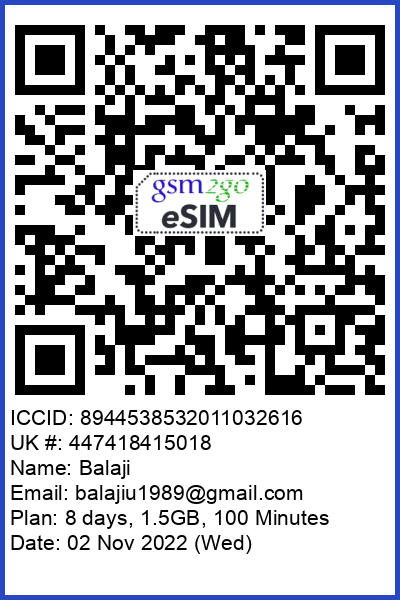 gsm2go
eSIM
ICCID: 8944538532011032616
UK #: 447418415018
Name: Balaji
Email: balajiu1989@gmail.com
Plan: 8 days, 1.5GB, 100 Minutes
Date: 02 Nov 2022 (Wed)